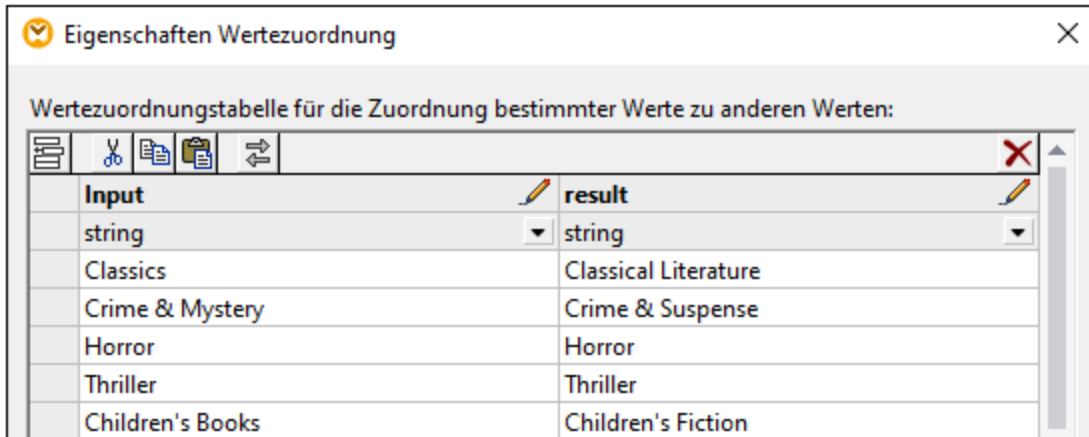 Eigenschaften Wertezuordnung
Wertezuordnungstabelle für die Zuordnung bestimmter Werte zu anderen Werten:
Input result
string string
Classics Classical Literature
Crime & Mystery Crime & Suspense
Horror Horror
Thriller Thriller
Children's Books Children's Fiction